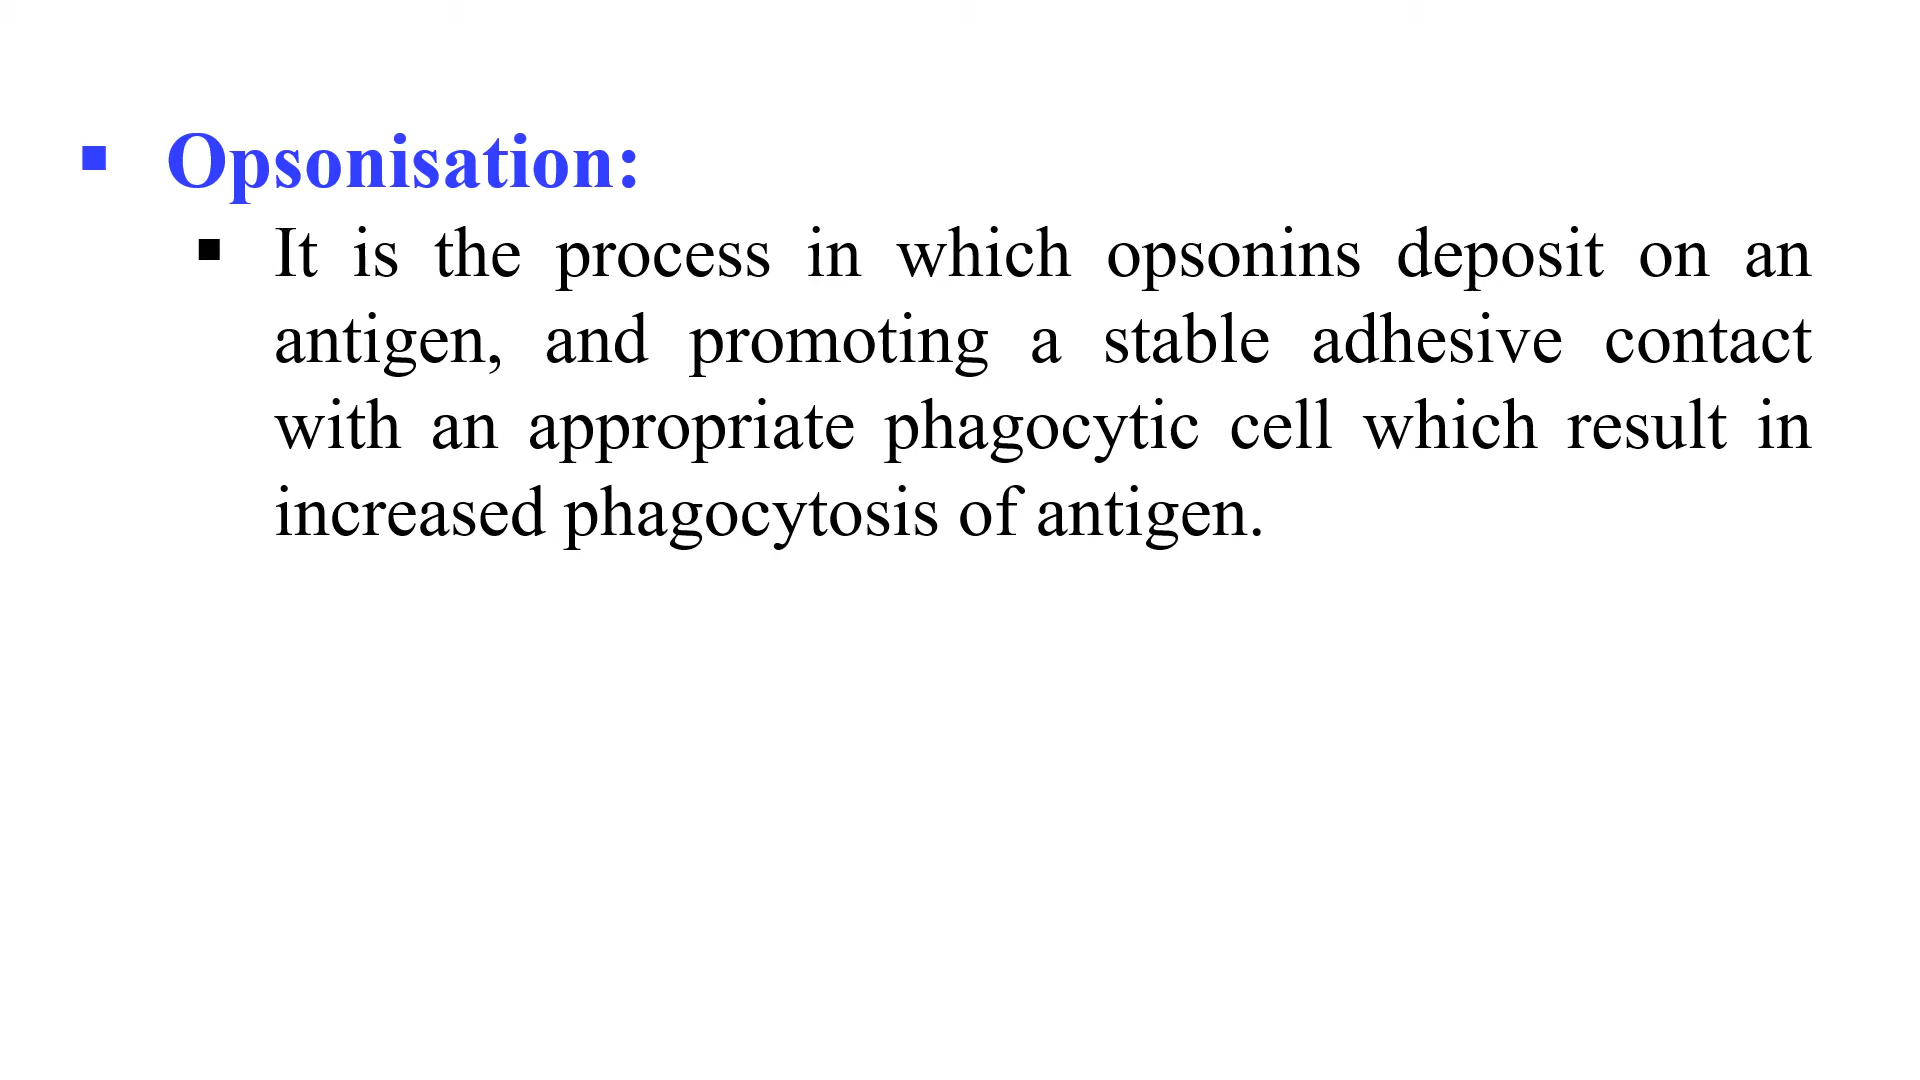 ▪ Opsonisation:
▪ It is the process in which opsonins deposit on an
antigen, and promoting a stable adhesive contact
with an appropriate phagocytic cell which result in
increased phagocytosis of antigen.